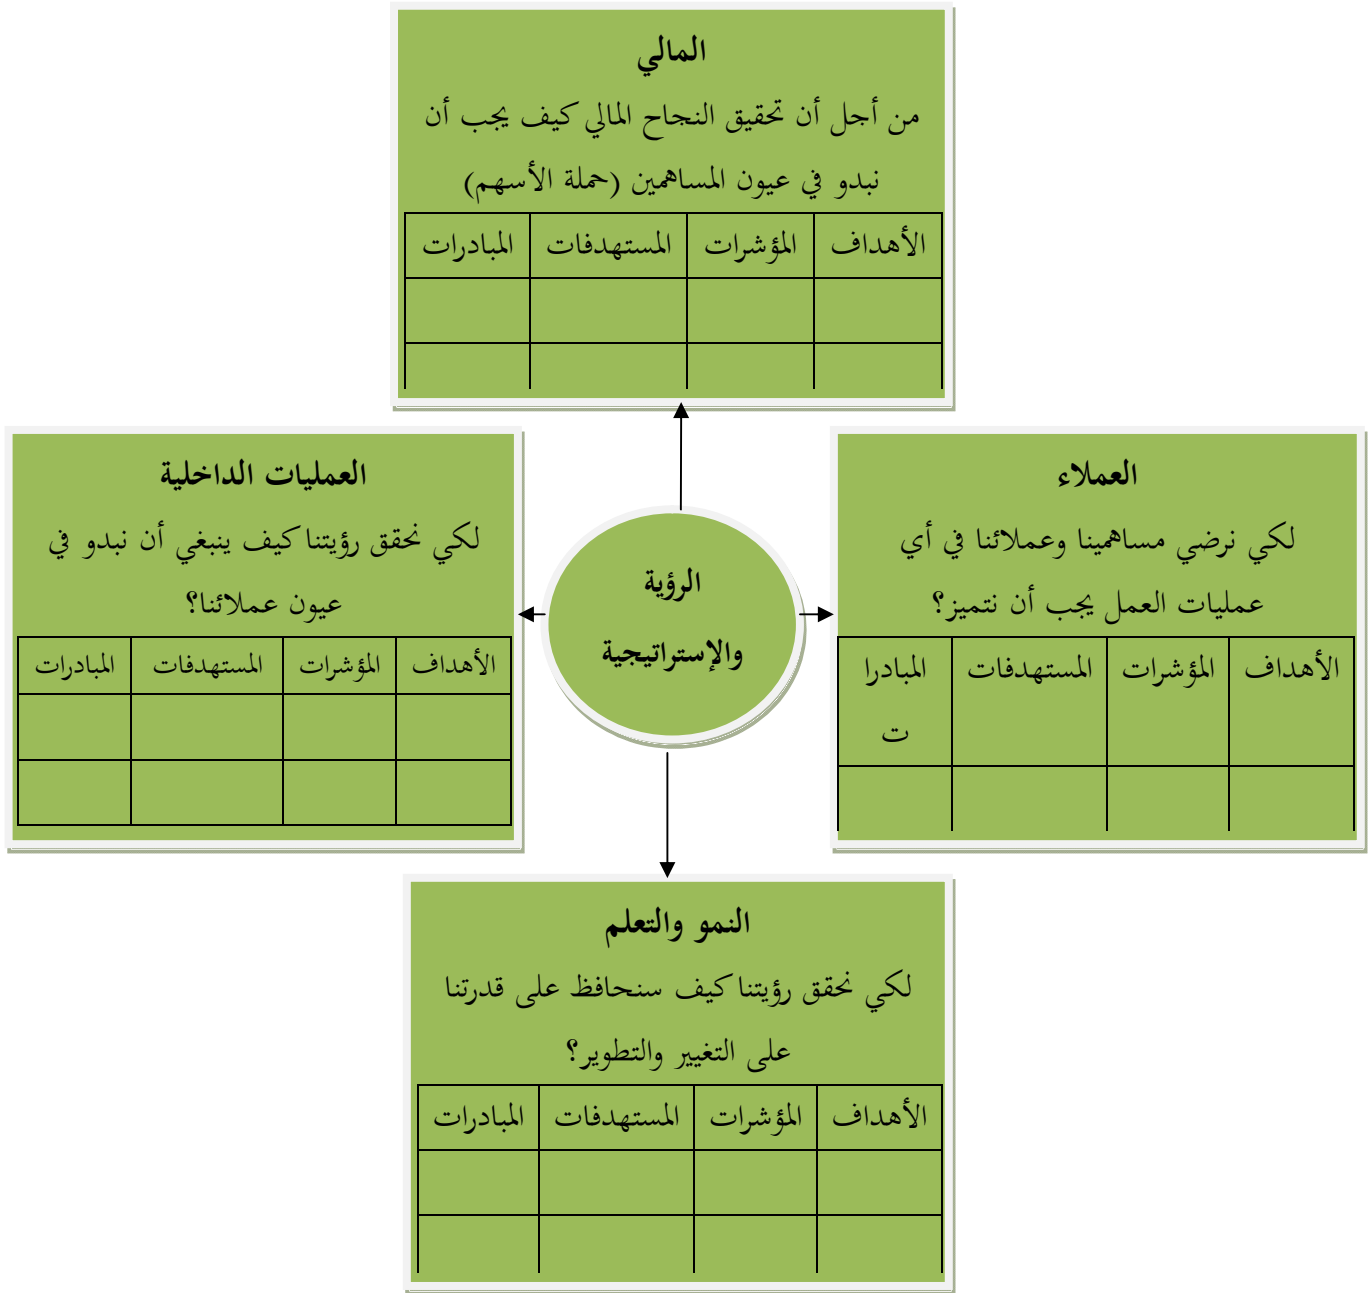 المالي
من أجل أن تحقيق النجاح المالي كيف يجب أن
نبدو في عيون المساهمين (حملة الأسهم)
الأهداف المؤشرات المستهدفات المبادرات
العملاء
لكي نرضي مساهمينا وعملائنا في أي
عمليات العمل يجب أن نتميز؟
الأهداف المؤشرات المستهدفات المبادرا
ت
الرؤية
والإستراتيجية
العمليات الداخلية
لكي نحقق رؤيتنا كيف ينبغي أن نبدو في
عيون عملائنا؟
الأهداف المؤشرات المستهدفات المبادرات
النمو والتعلم
لكي نحقق رؤيتنا كيف سنحافظ على قدرتنا
على التغيير والتطوير؟
الأهداف المؤشرات المستهدفات المبادرات